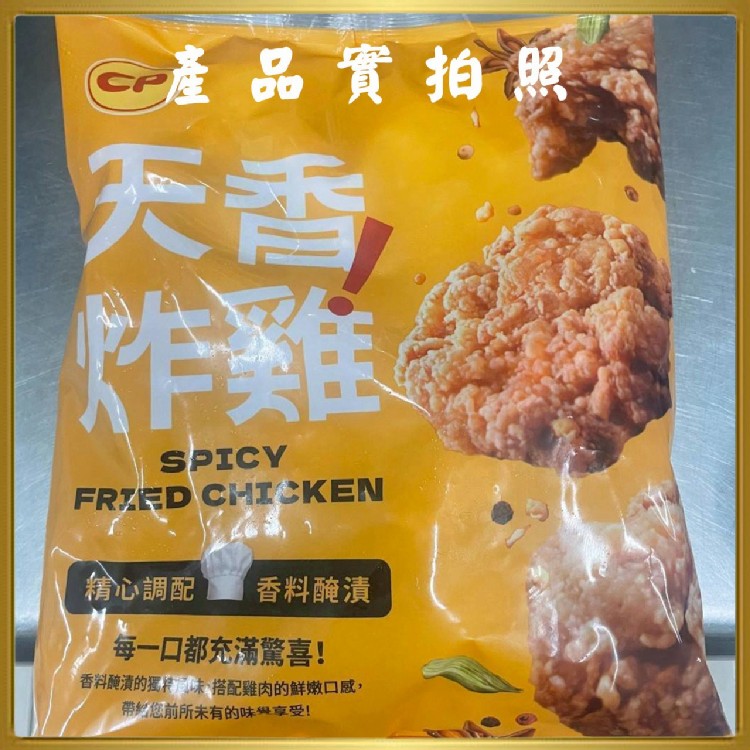 產品實拍照
CP
天香
炸雞!
SPICY
FRIED CHICKEN
精心調配 香料醃漬
每一口都充滿驚喜!
香料醃漬的獨特風味,搭配雞肉的鮮嫩口感,
帶給您前所未有的味覺享受!